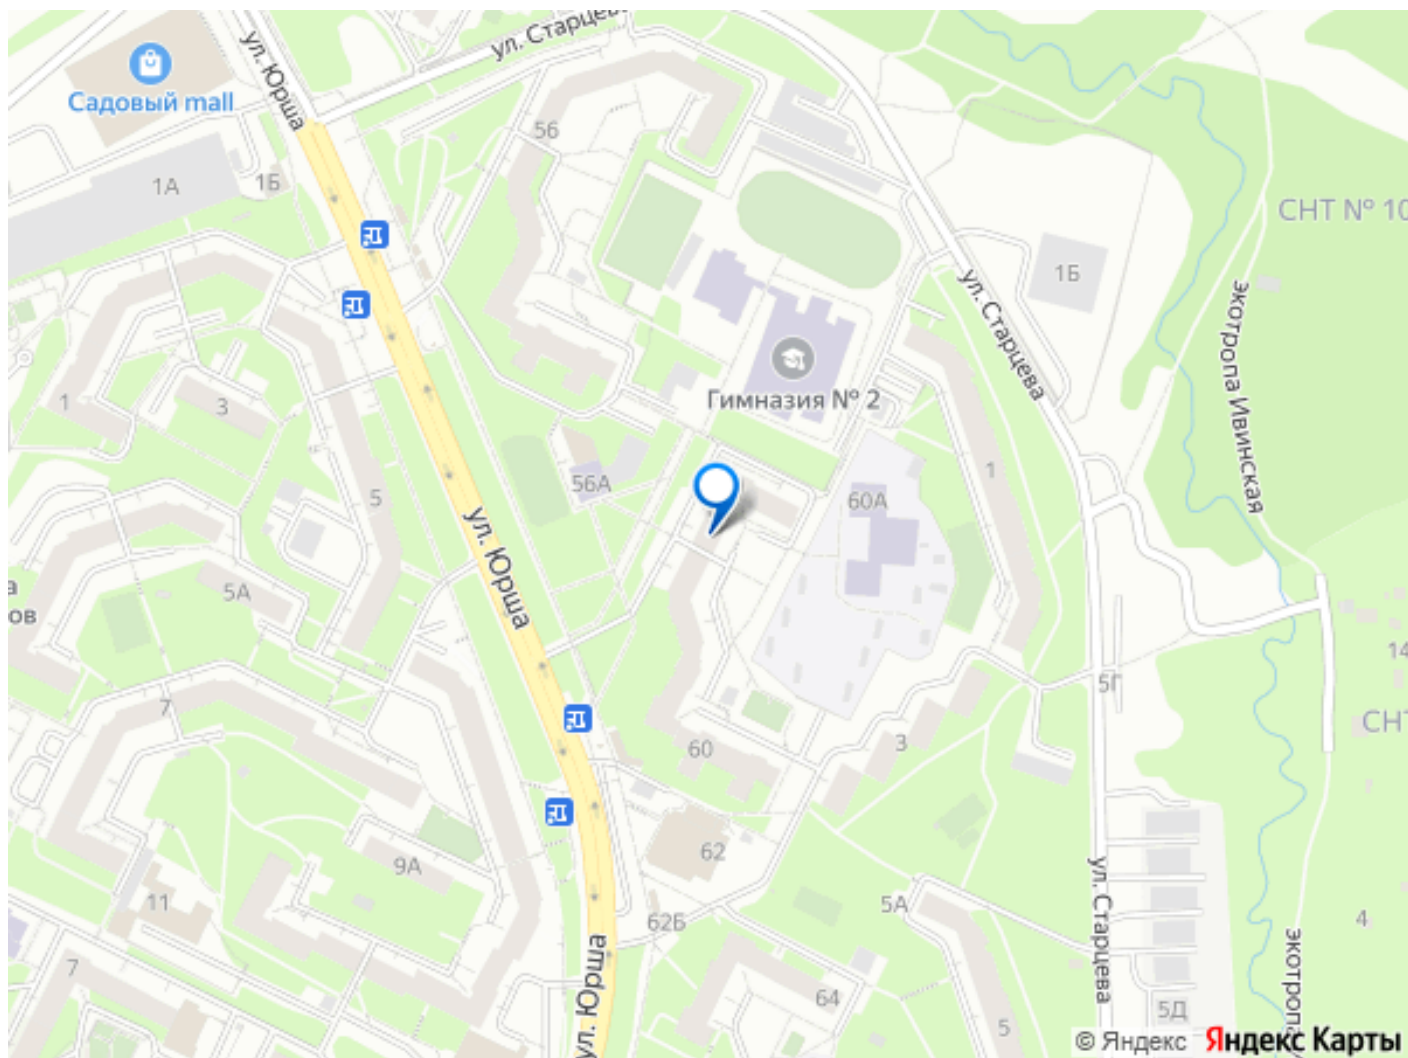 ул. Старцева
ул. Юрша
Садовый mall
56
1А
1Б
СНТ № 10
1Б
ул. Старцева
экотропа Ивинская
Гимназия № 2
1
3
5
1
56А
60А
5А
ов
ул. Юрша
14
5Г
7
СНТ
60
3
62
9А
11
5А
62Б
4
ул. Старцева
ул. Юрша
7
64
5
5Д
экотропа
© Яндекс Яндекс Карты